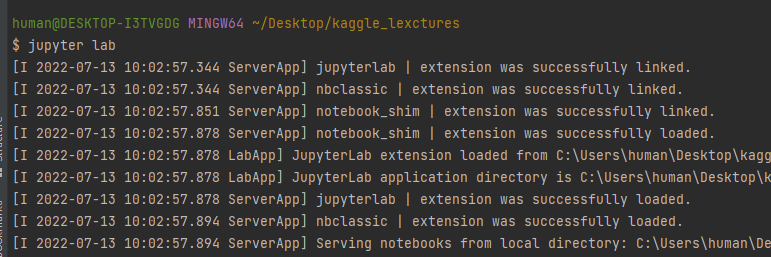 human@DESKTOP-I3TVGDG MINGW64 ~/Desktop/kaggle_lexctures
$ jupyter lab
[I 2022-07-13 10:02:57.344 ServerApp] jupyterlab | extension was successfully linked.
[I 2022-07-13 10:02:57.344 ServerApp] nbclassic | extension was successfully linked.
[I 2022-07-13 10:02:57.851 ServerApp] notebook_shim | extension was successfully linked.
[I 2022-07-13 10:02:57.878 ServerApp] notebook_shim | extension was successfully loaded.
[I 2022-07-13 10:02:57.878 LabApp] JupyterLab extension loaded from C:\Users\human\Desktop\kagg
[I 2022-07-13 10:02:57.878 LabApp] JupyterLab application directory is C:\Users\human\Desktop\k
[I 2022-07-13 10:02:57.878 ServerApp] jupyterlab | extension was successfully loaded.
[I 2022-07-13 10:02:57.894 ServerApp] nbclassic | extension was successfully loaded.
[I 2022-07-13 10:02:57.894 ServerApp] Serving notebooks from local directory: C:\Users\human\De